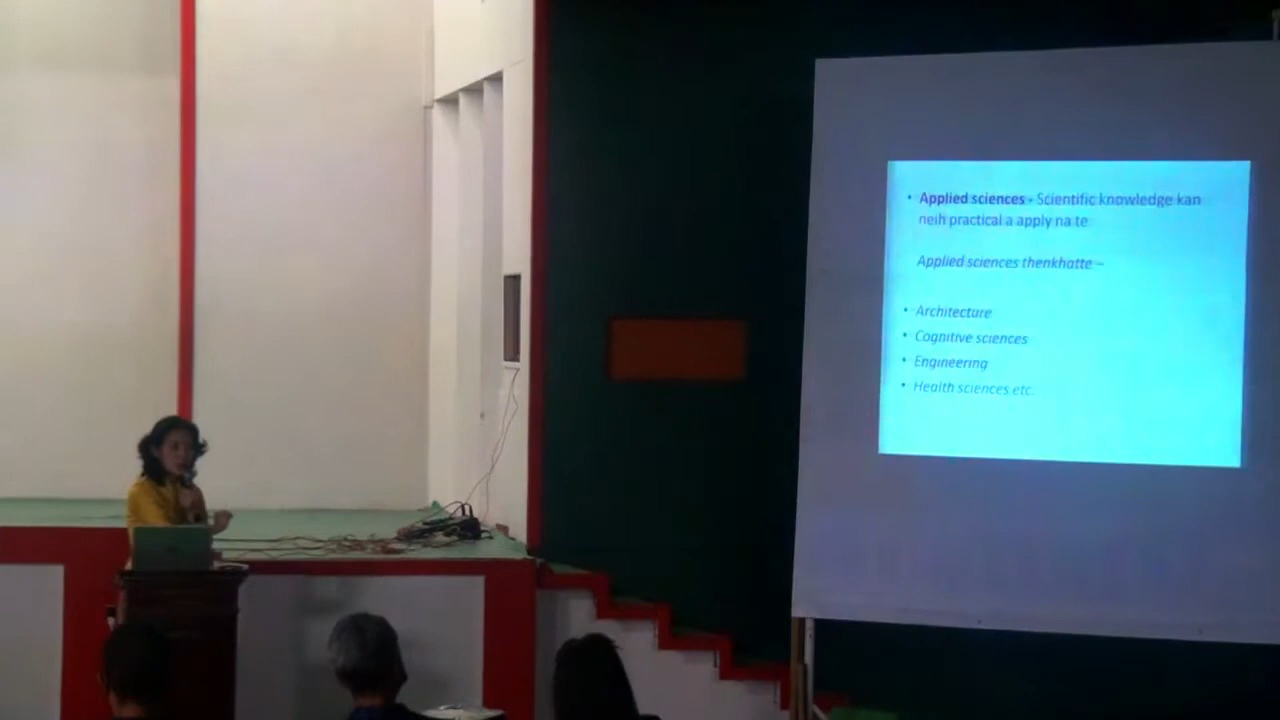 • Applied sciences - Scientific knowledge kan
neih practical a apply na te
Applied sciences thenkhatte –
• Architecture
• Cognitive sciences
• Engineering
• Health sciences etc.